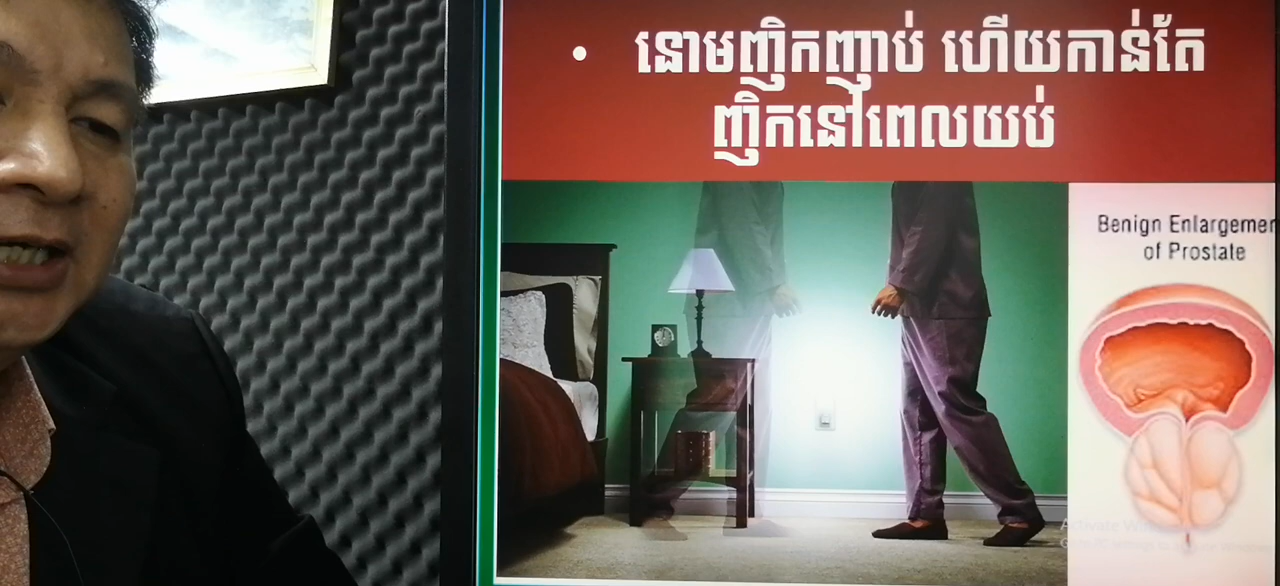 • នោមញឹកញាប់ ហើយកាន់តែ
ញឹកនៅពេលយប់
Benign Enlargemen
of Prostate
Activate Win